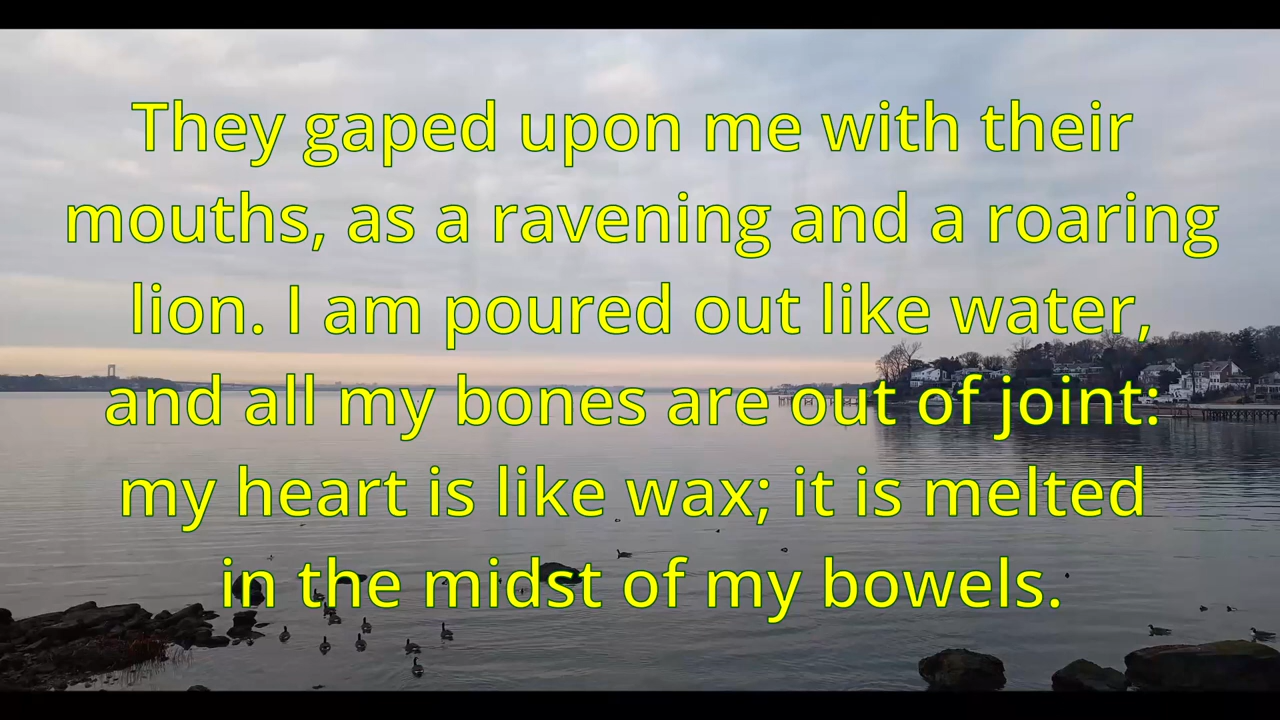 They gaped upon me with their
mouths, as a ravening and a roaring
lion. I am poured out like water,
and all my bones are out of joint:
my heart is like wax; it is melted
in the midst of my bowels.